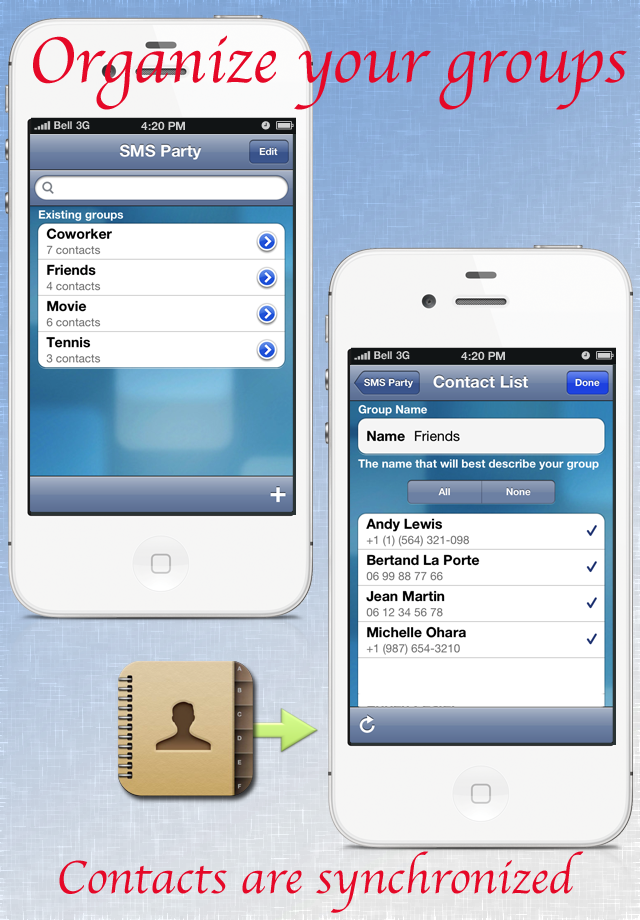 Organize your groups
Bell 3G 4:20 PM
SMS Party Edit
Existing groups
Coworker
7 contacts
Friends
4 contacts
Movie
6 contacts
Tennis
3 contacts
+
Bell 3G 4:20 PM
SMS Party Contact List Done
Group Name
Name Friends
The name that will best describe your group
All None
Andy Lewis
+1 (1) (564) 321-098
Bertand La Porte
06 99 88 77 66
Jean Martin
06 12 34 56 78
Michelle Ohara
+1 (987) 654-3210
A
B
C
D
E
F
Contacts are synchronized